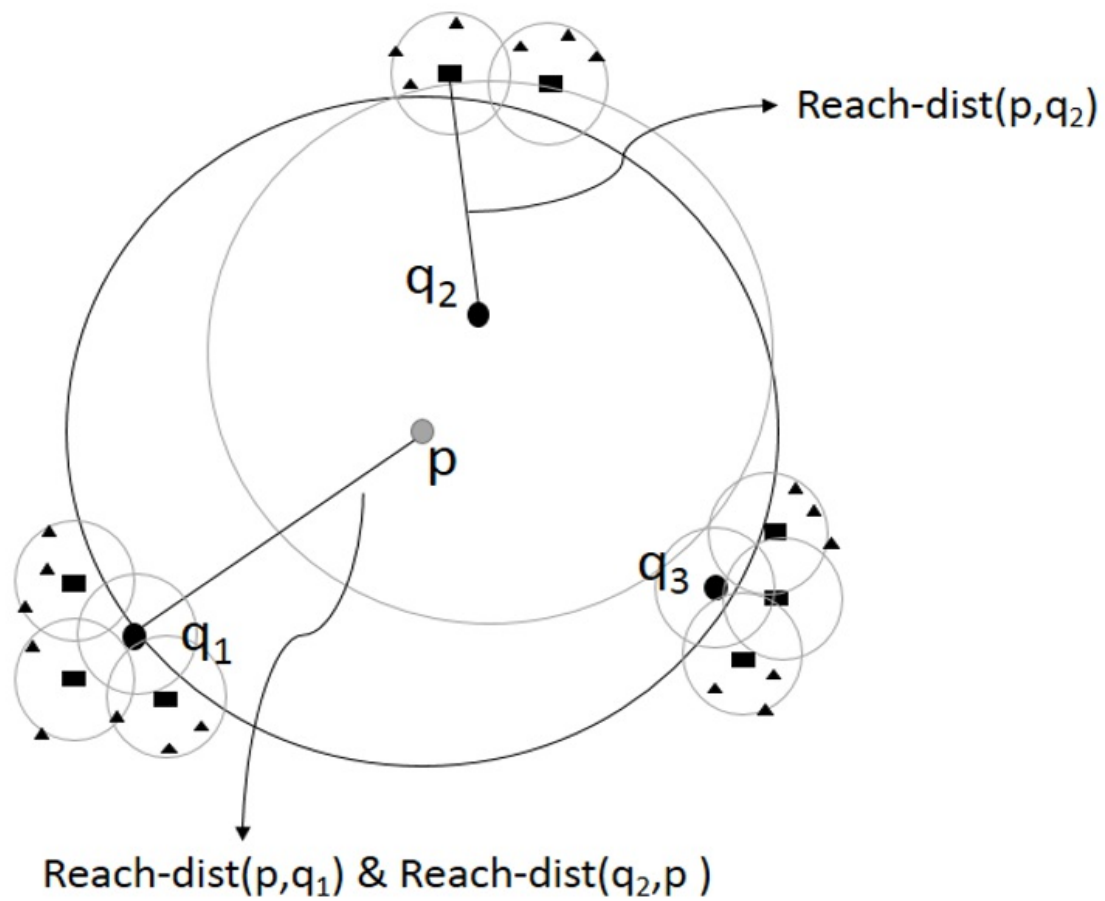 Reach-dist(p,q₂)
q₂
p
q₃
q₁
Reach-dist(p,q₁) & Reach-dist(q₂,p )